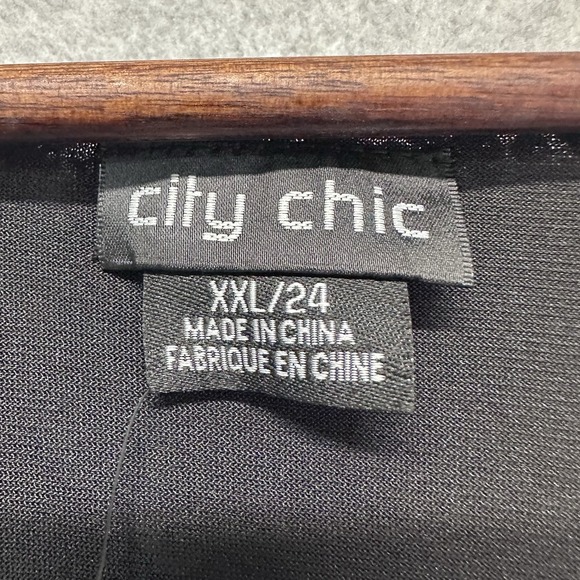 city chic
XXL/24
MADE IN CHINA
FABRIQUE EN CHINE